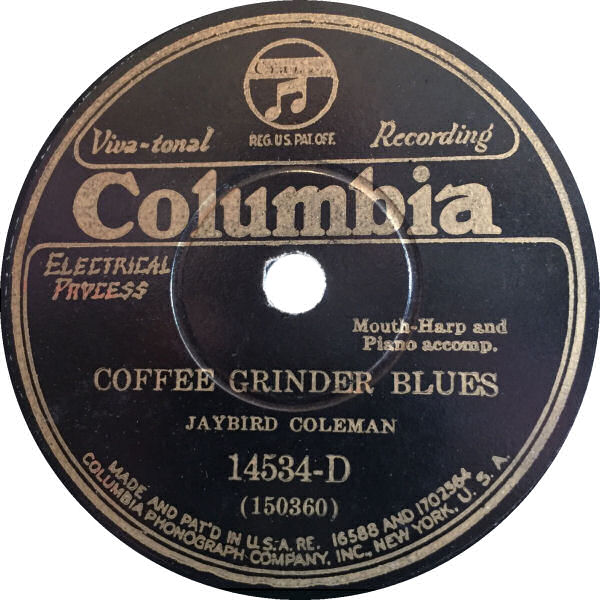 Viva-tonal Recording
REG. U.S. PAT. OFF.
Columbia
ELECTRICAL
PROCESS
Mouth-Harp and
Piano accomp.
COFFEE GRINDER BLUES
JAYBIRD COLEMAN
14534-D
(150360)
MADE AND PAT'D IN U.S.A. RE. 16588 AND 1702564
COLUMBIA PHONOGRAPH COMPANY, INC., NEW YORK, U.S.A.